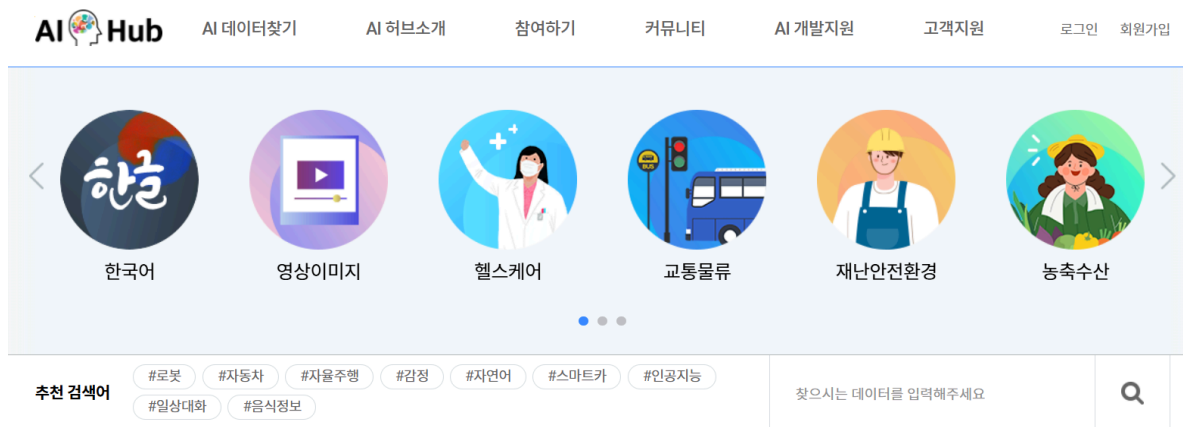 AI Hub AI 데이터찾기 AI 허브소개 참여하기 커뮤니티 AI 개발지원 고객지원 로그인 회원가입
한글
BUS
한국어 영상이미지 헬스케어 교통물류 재난안전환경 농축수산
추천 검색어
#로봇 #자동차 #자율주행 #감정 #자연어 #스마트카 #인공지능
#일상대화 #음식정보
찾으시는 데이터를 입력해주세요